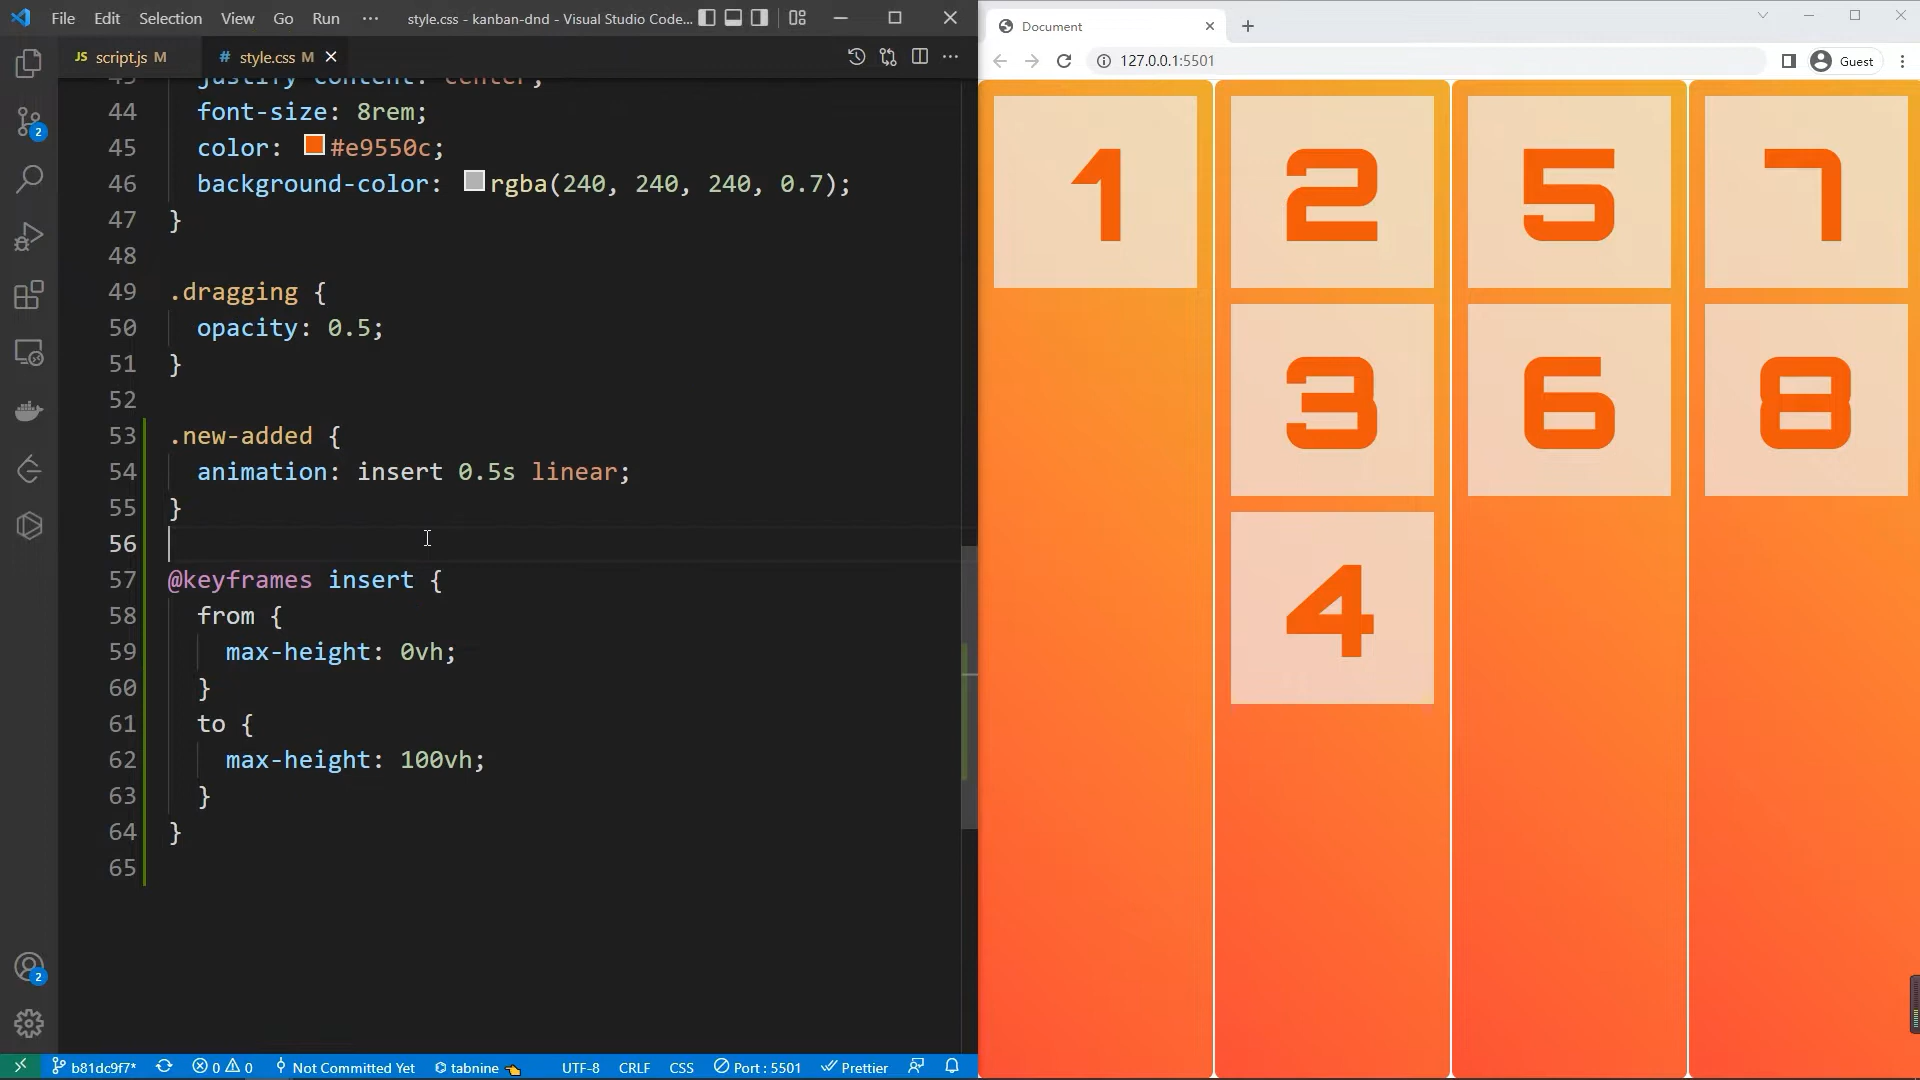 File Edit Selection View Go Run ··· style.css - kanban-dnd - Visual Studio Code...
JS script.js M # style.css M
justify-content: center;
44 font-size: 8rem;
45 color: #e9550c;
46 background-color: rgba(240, 240, 240, 0.7);
47 }
48
49 .dragging {
50 opacity: 0.5;
51 }
52
53 .new-added {
54 animation: insert 0.5s linear;
55 }
56
57 @keyframes insert {
58 from {
59 max-height: 0vh;
60 }
61 to {
62 max-height: 100vh;
63 }
64 }
65
2
2
b81dc9f7* 0 0 Not Committed Yet tabnine UTF-8 CRLF CSS Port : 5501 Prettier
Document
127.0.0.1:5501 Guest
1 2 5 7
3 6 8
4